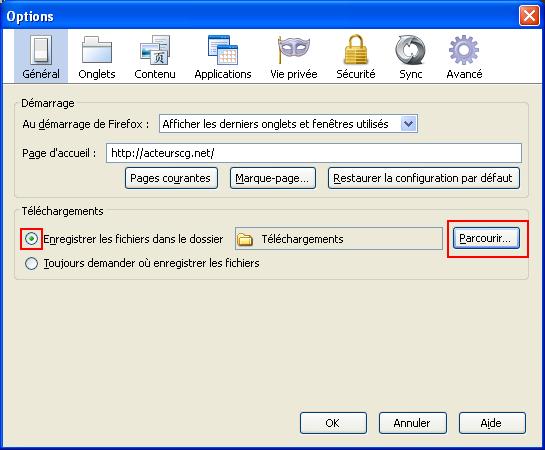 Options
Général Onglets Contenu Applications Vie privée Sécurité Sync Avancé
Démarrage
Au démarrage de Firefox : Afficher les derniers onglets et fenêtres utilisés
Page d'accueil : http://acteurscg.net/
Pages courantes Marque-page... Restaurer la configuration par défaut
Téléchargements
Enregistrer les fichiers dans le dossier Téléchargements Parcourir...
Toujours demander où enregistrer les fichiers
OK Annuler Aide